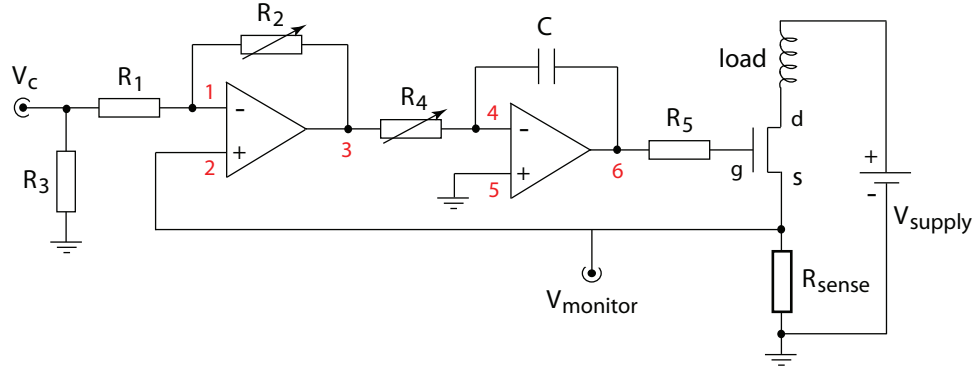 V_c
R_1
R_2
R_3
1
-
2
+
3
R_4
C
4
-
5
+
6
R_5
load
d
g
s
+
-
V_supply
R_sense
V_monitor